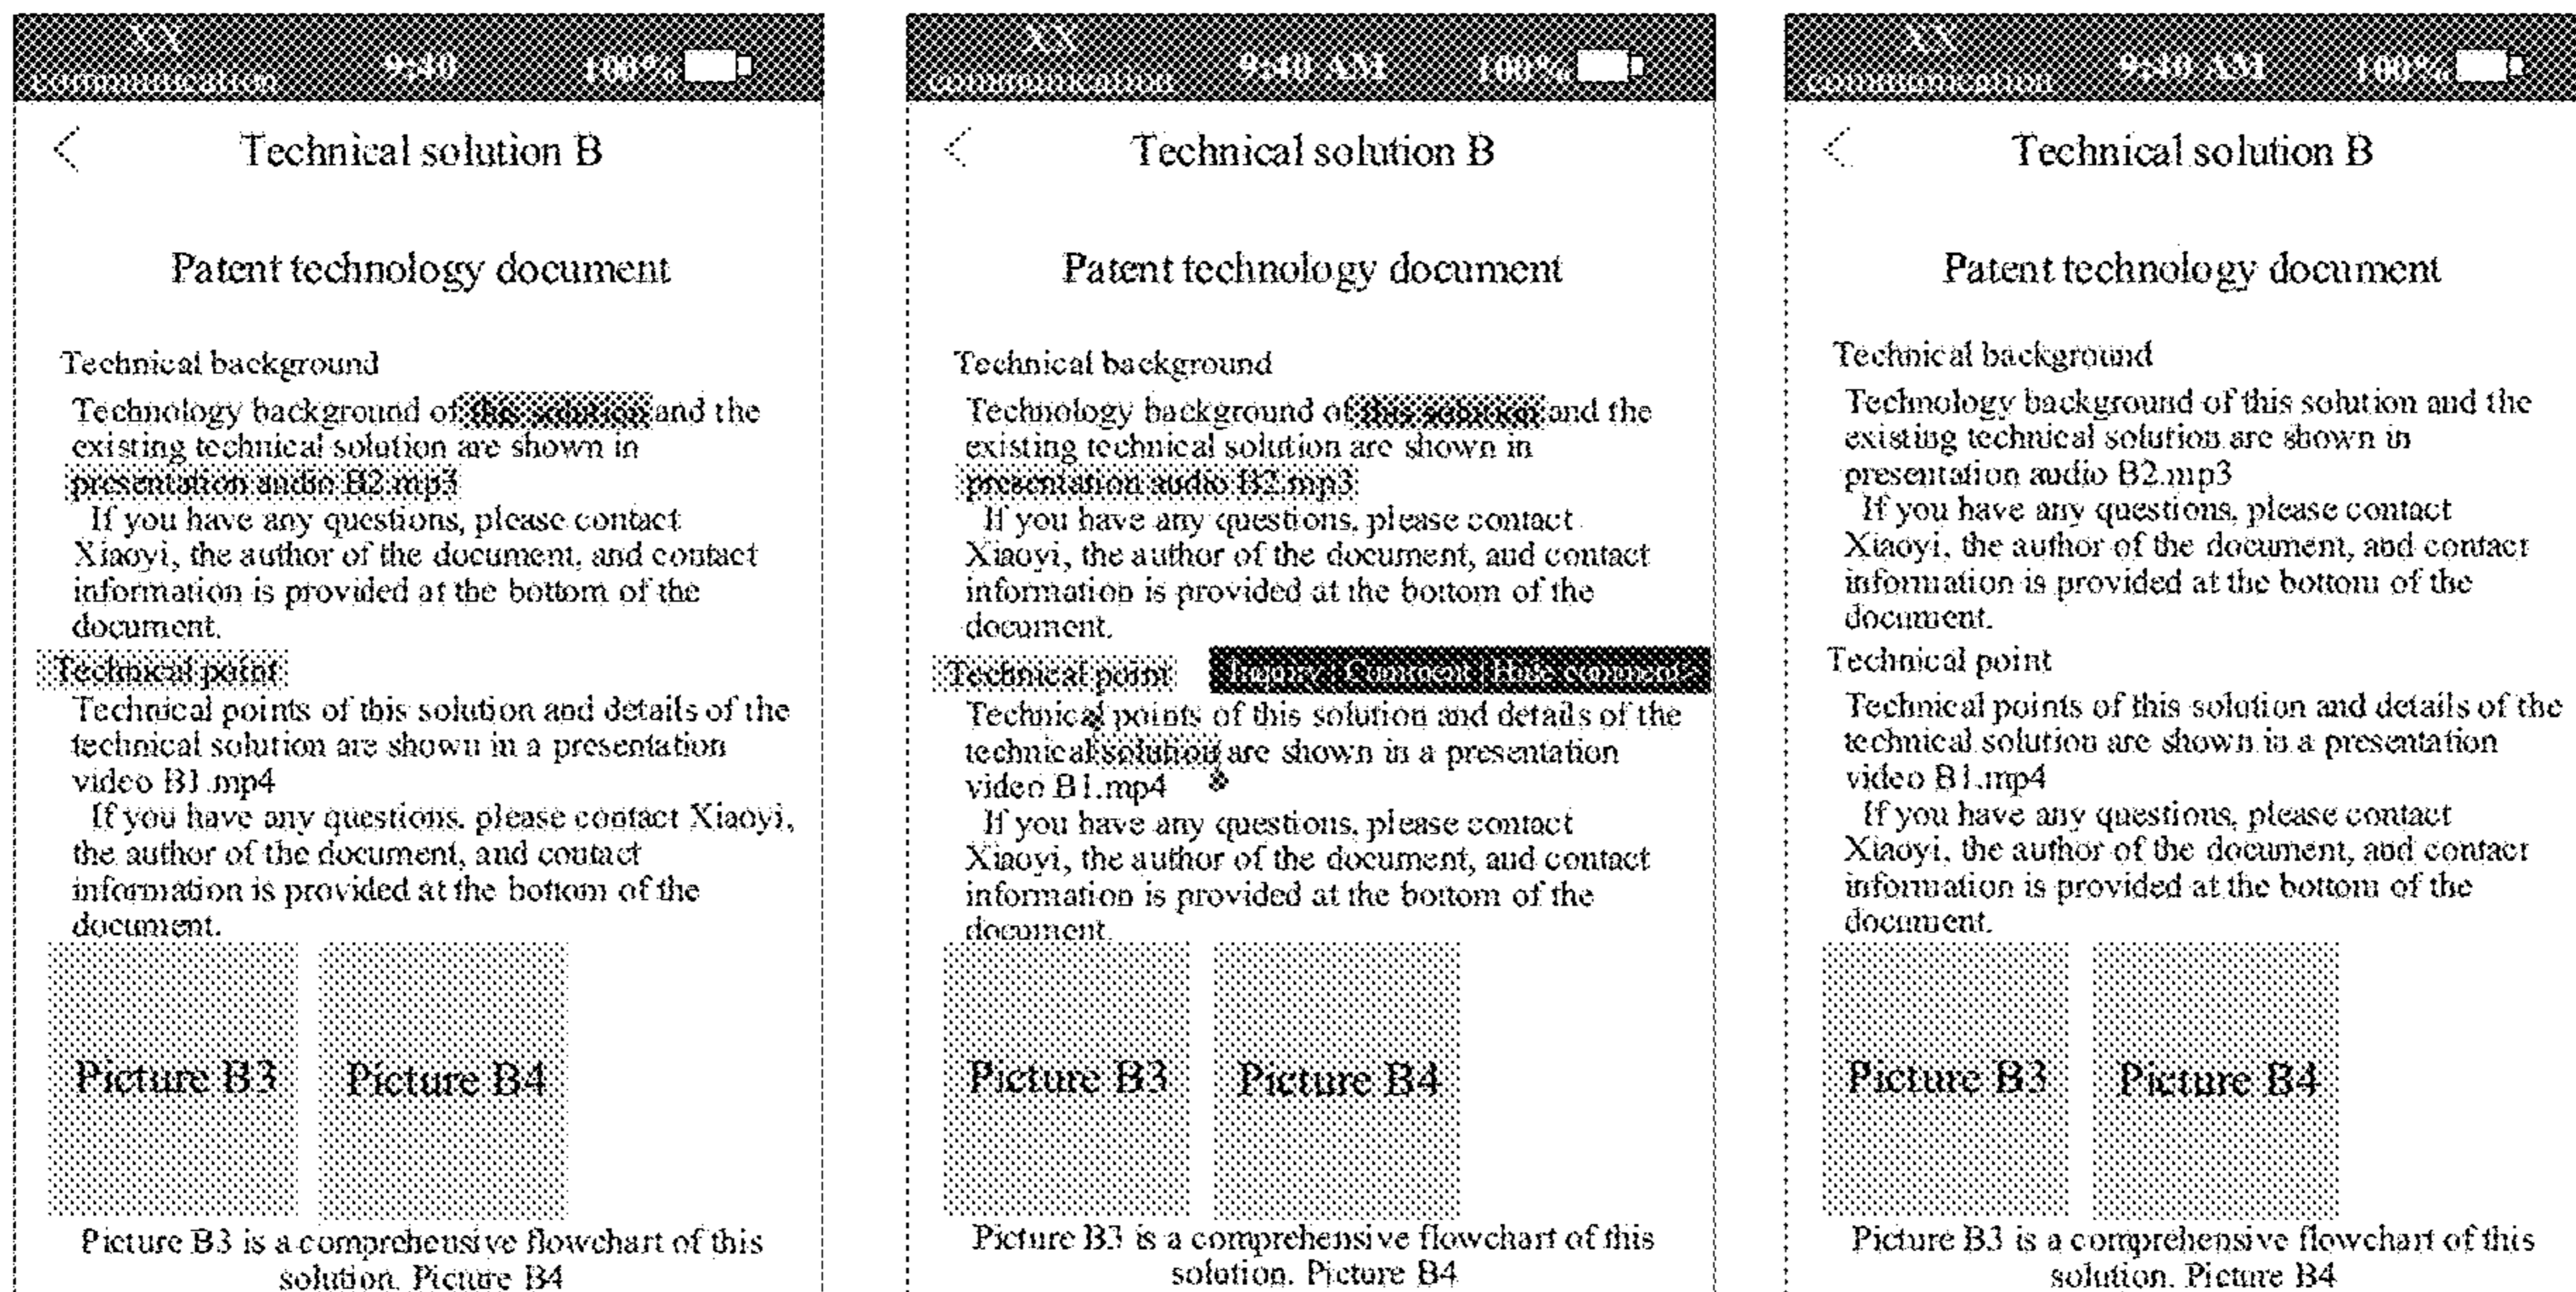 XX
communication
9:40
100%
Technical solution B
Patent technology document
Technical background
Technology background of this solution and the
existing technical solution are shown in
presentation audio B2.mp3
If you have any questions, please contact
Xiaoyi, the author of the document, and contact
information is provided at the bottom of the
document.
Technical point
Technical points of this solution and details of the
technical solution are shown in a presentation
video B1.mp4
If you have any questions, please contact Xiaoyi,
the author of the document, and contact
information is provided at the bottom of the
document.
Picture B3
Picture B4
Picture B3 is a comprehensive flowchart of this
solution. Picture B4
XX
communication
9:40 AM
100%
Technical solution B
Patent technology document
Technical background
Technology background of this solution and the
existing technical solution are shown in
presentation audio B2.mp3
If you have any questions, please contact
Xiaoyi, the author of the document, and contact
information is provided at the bottom of the
document.
Technical point
Inquiry Comment Hide comments
Technical points of this solution and details of the
technical solution are shown in a presentation
video B1.mp4
If you have any questions, please contact
Xiaoyi, the author of the document, and contact
information is provided at the bottom of the
document.
Picture B3
Picture B4
Picture B3 is a comprehensive flowchart of this
solution. Picture B4
XX
communication
9:40 AM
100%
Technical solution B
Patent technology document
Technical background
Technology background of this solution and the
existing technical solution are shown in
presentation audio B2.mp3
If you have any questions, please contact
Xiaoyi, the author of the document, and contact
information is provided at the bottom of the
document.
Technical point
Technical points of this solution and details of the
technical solution are shown in a presentation
video B1.mp4
If you have any questions, please contact
Xiaoyi, the author of the document, and contact
information is provided at the bottom of the
document.
Picture B3
Picture B4
Picture B3 is a comprehensive flowchart of this
solution. Picture B4